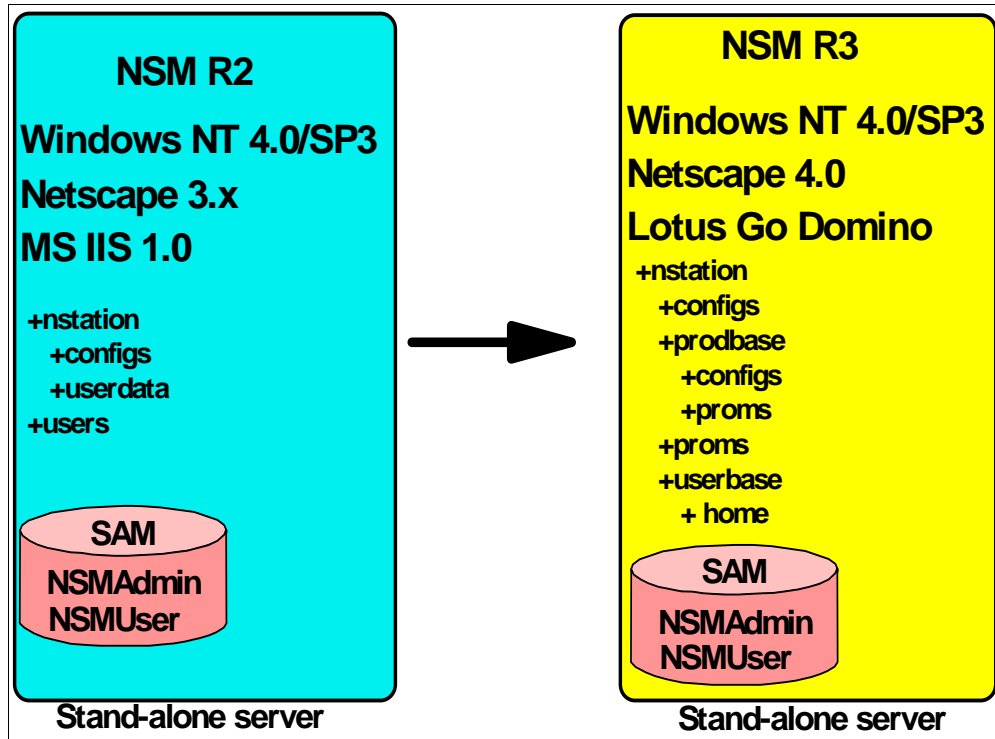 NSM R2
Windows NT 4.0/SP3
Netscape 3.x
MS IIS 1.0
+nstation
+configs
+userdata
+users
SAM
NSMAdmin
NSMUser
Stand-alone server
NSM R3
Windows NT 4.0/SP3
Netscape 4.0
Lotus Go Domino
+nstation
+configs
+prodbase
+configs
+proms
+proms
+userbase
+ home
SAM
NSMAdmin
NSMUser
Stand-alone server